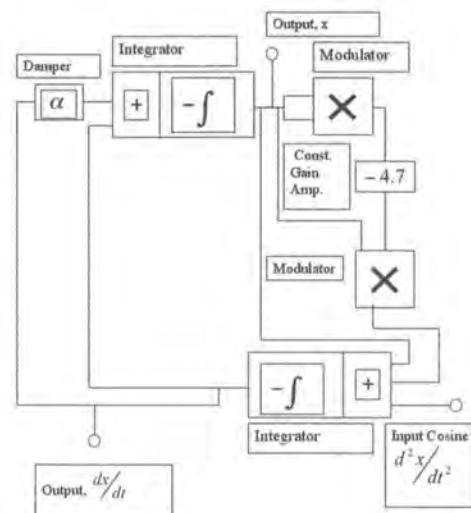 Output, x
Integrator
Modulator
Damper
α
+
-∫
×
Const.
Gain
Amp.
- 4.7
Modulator
×
-∫
+
Integrator
Input Cosine
d²x/dt²
Output, dx/dt